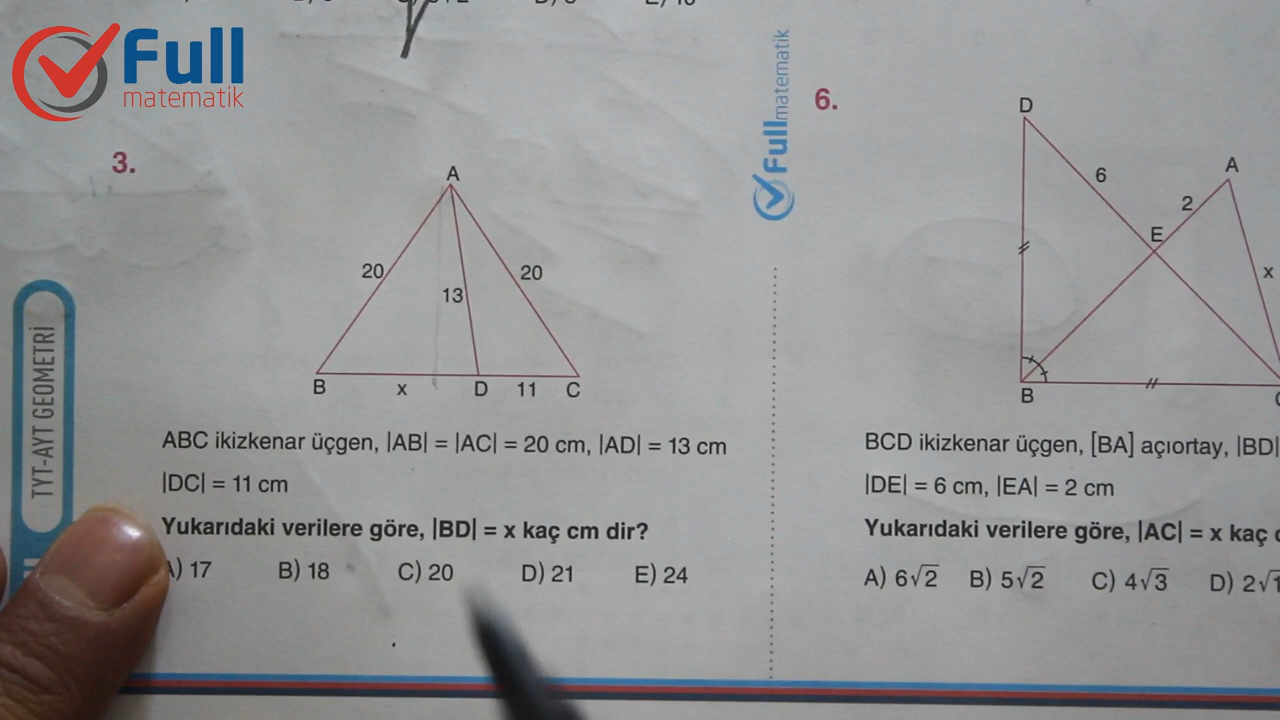 Full
matematik
Fullmatematik
TYT-AYT GEOMETRİ
3.
A
20
20
13
B
x
D
11
C
ABC ikizkenar üçgen, |AB| = |AC| = 20 cm, |AD| = 13 cm
|DC| = 11 cm
Yukarıdaki verilere göre, |BD| = x kaç cm dir?
A) 17 B) 18 C) 20 D) 21 E) 24
6.
D
6
A
2
E
x
B
BCD ikizkenar üçgen, [BA] açıortay, |BD|
|DE| = 6 cm, |EA| = 2 cm
Yukarıdaki verilere göre, |AC| = x kaç
A) 6√2 B) 5√2 C) 4√3 D) 2√1